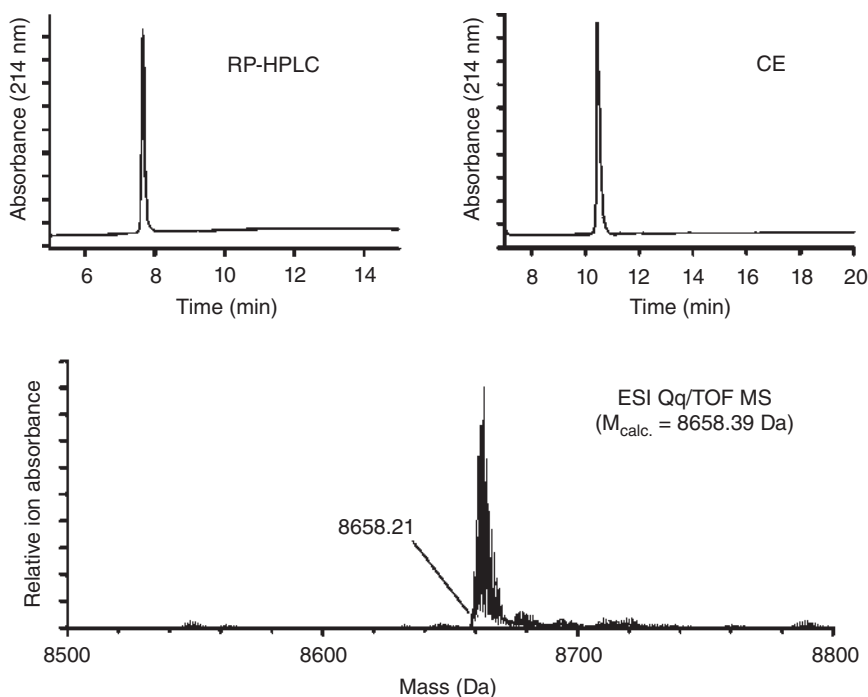 Absorbance (214 nm)
RP-HPLC
6 8 10 12 14
Time (min)
Absorbance (214 nm)
CE
8 10 12 14 16 18 20
Time (min)
Relative ion absorbance
ESI Qq/TOF MS
(Mcalc. = 8658.39 Da)
8658.21
8500 8600 8700 8800
Mass (Da)